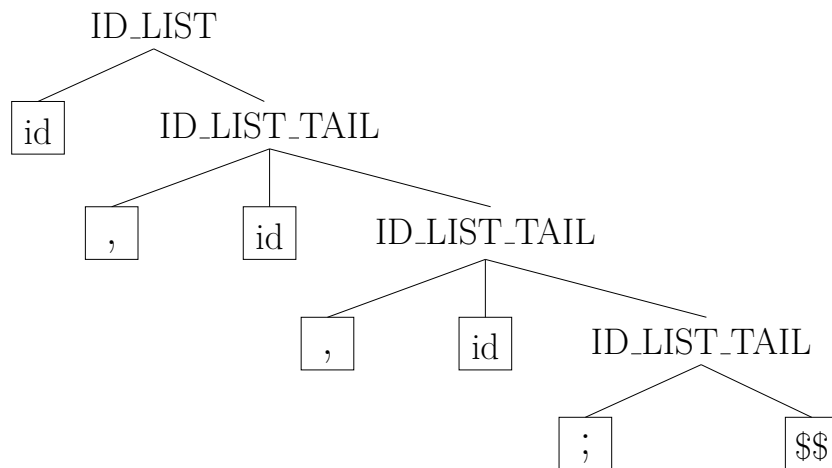 ID_LIST
id ID_LIST_TAIL
, id ID_LIST_TAIL
, id ID_LIST_TAIL
; $$